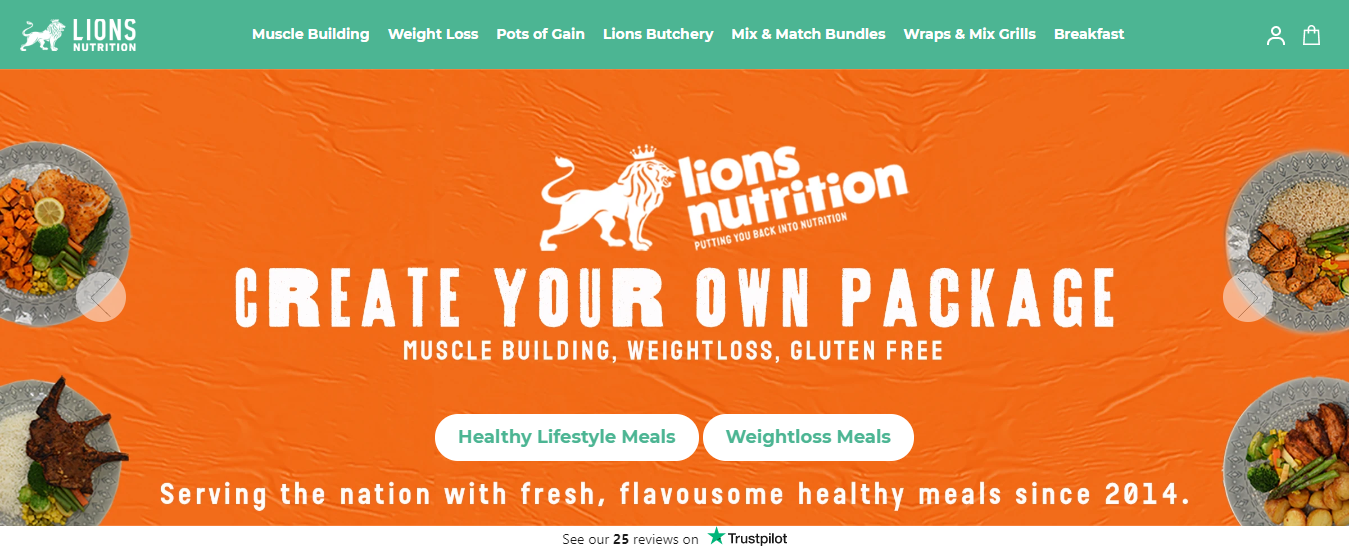 LIONS
NUTRITION
Muscle Building Weight Loss Pots of Gain Lions Butchery Mix & Match Bundles Wraps & Mix Grills Breakfast
lions
nutrition
PUTTING YOU BACK INTO NUTRITION
CREATE YOUR OWN PACKAGE
MUSCLE BUILDING, WEIGHTLOSS, GLUTEN FREE
Healthy Lifestyle Meals Weightloss Meals
Serving the nation with fresh, flavousome healthy meals since 2014.
See our 25 reviews on Trustpilot